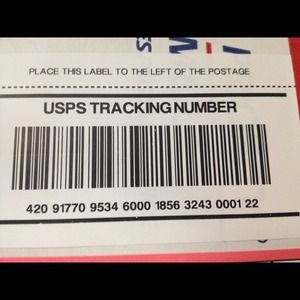 PLACE THIS LABEL TO THE LEFT OF THE POSTAGE
USPS TRACKING NUMBER
420 91770 9534 6000 1856 3243 0001 22